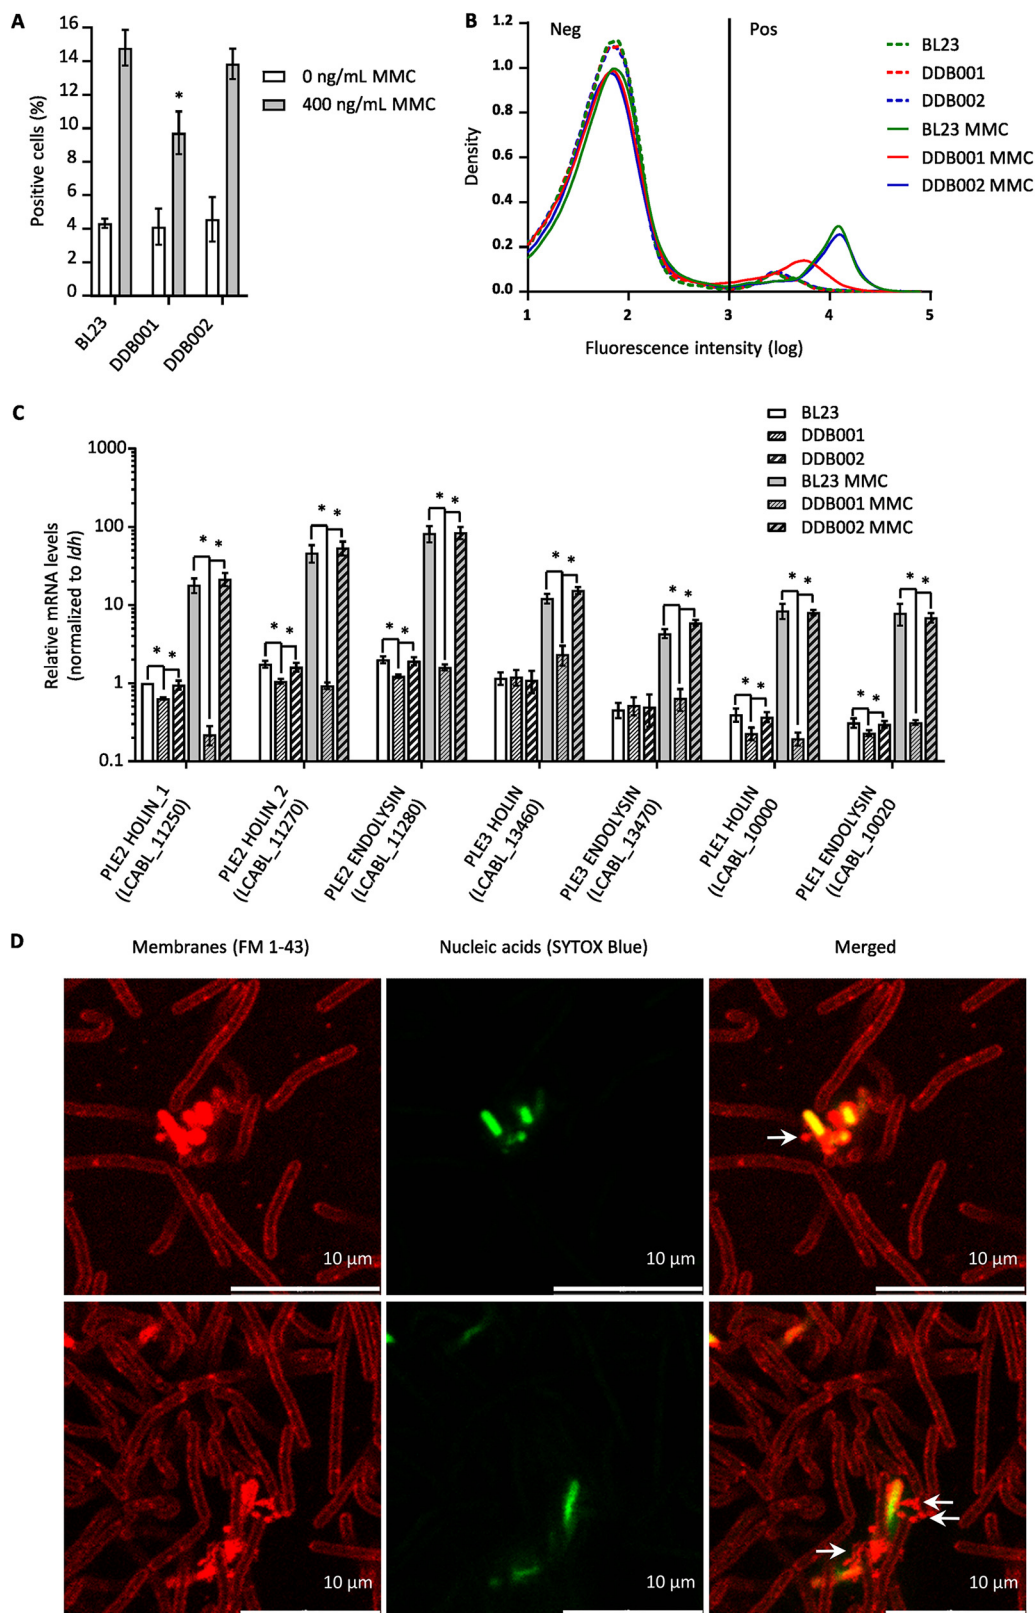 A
16
14
12
10
8
6
4
2
0
Positive cells (%)
*
0 ng/mL MMC
400 ng/mL MMC
BL23
DDB001
DDB002
B
1.2
1.0
0.8
0.6
0.4
0.2
0.0
Density
Neg
Pos
1
2
3
4
5
Fluorescence intensity (log)
BL23
DDB001
DDB002
BL23 MMC
DDB001 MMC
DDB002 MMC
C
1000
100
10
1
0.1
Relative mRNA levels
(normalized to ldh)
BL23
DDB001
DDB002
BL23 MMC
DDB001 MMC
DDB002 MMC
* *
* *
* *
* *
* *
* *
* *
* *
* *
* *
* *
* *
PLE2 HOLIN_1
(LCABL_11250)
PLE2 HOLIN_2
(LCABL_11270)
PLE2 ENDOLYSIN
(LCABL_11280)
PLE3 HOLIN
(LCABL_13460)
PLE3 ENDOLYSIN
(LCABL_13470)
PLE1 HOLIN
(LCABL_10000
PLE1 ENDOLYSIN
(LCABL_10020
D
Membranes (FM 1-43)
Nucleic acids (SYTOX Blue)
Merged
10 µm
10 µm
10 µm
10 µm
10 µm
10 µm